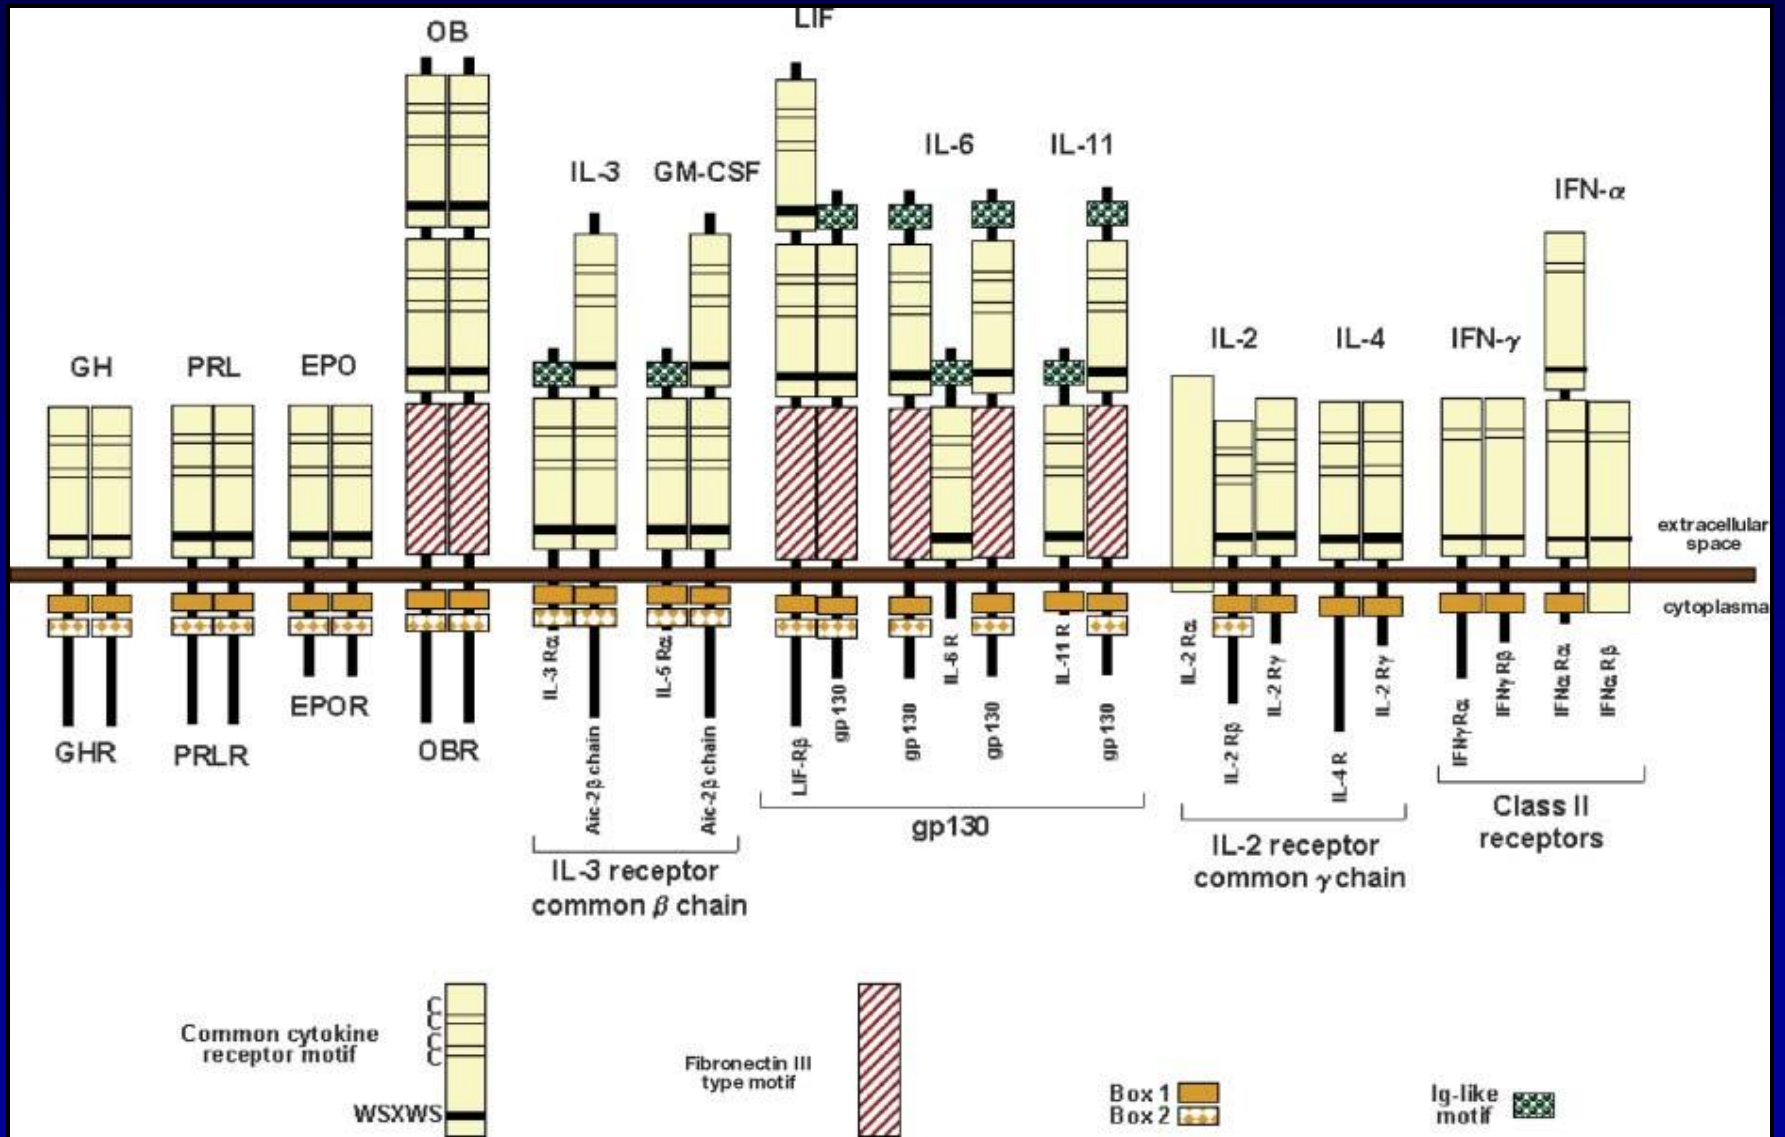 OB
LIF
IL-3
GM-CSF
IL-6
IL-11
IFN-α
GH
PRL
EPO
IL-2
IL-4
IFN-γ
extracellular
space
cytoplasma
GHR
PRLR
EPOR
OBR
IL-3 Rα
Aic-2β chain
IL-5 Rα
Aic-2β chain
LIF-Rβ
gp 130
gp 130
IL-6 R
gp 130
IL-11 R
gp 130
IL-2 Rα
IL-2 Rβ
IL-2 Rγ
IL-4 R
IL-2 Rγ
IFNγ Rα
IFNγ Rβ
IFNα Rα
IFNα Rβ
IL-3 receptor
common β chain
gp130
IL-2 receptor
common γ chain
Class II
receptors
Common cytokine
receptor motif
C
C
C
C
WSXWS
Fibronectin III
type motif
Box 1
Box 2
Ig-like
motif